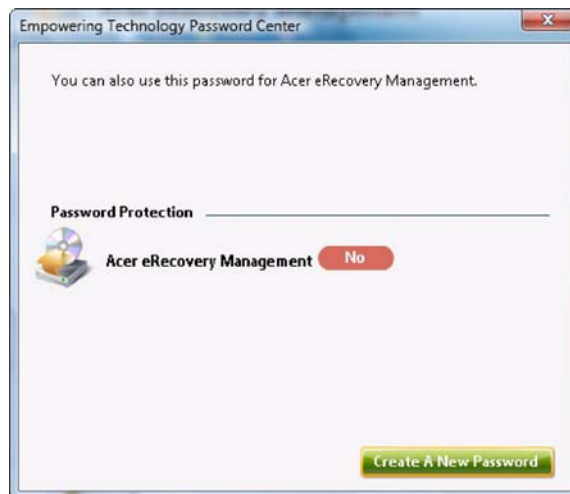 Empowering Technology Password Center
You can also use this password for Acer eRecovery Management.
Password Protection
Acer eRecovery Management No
Create A New Password